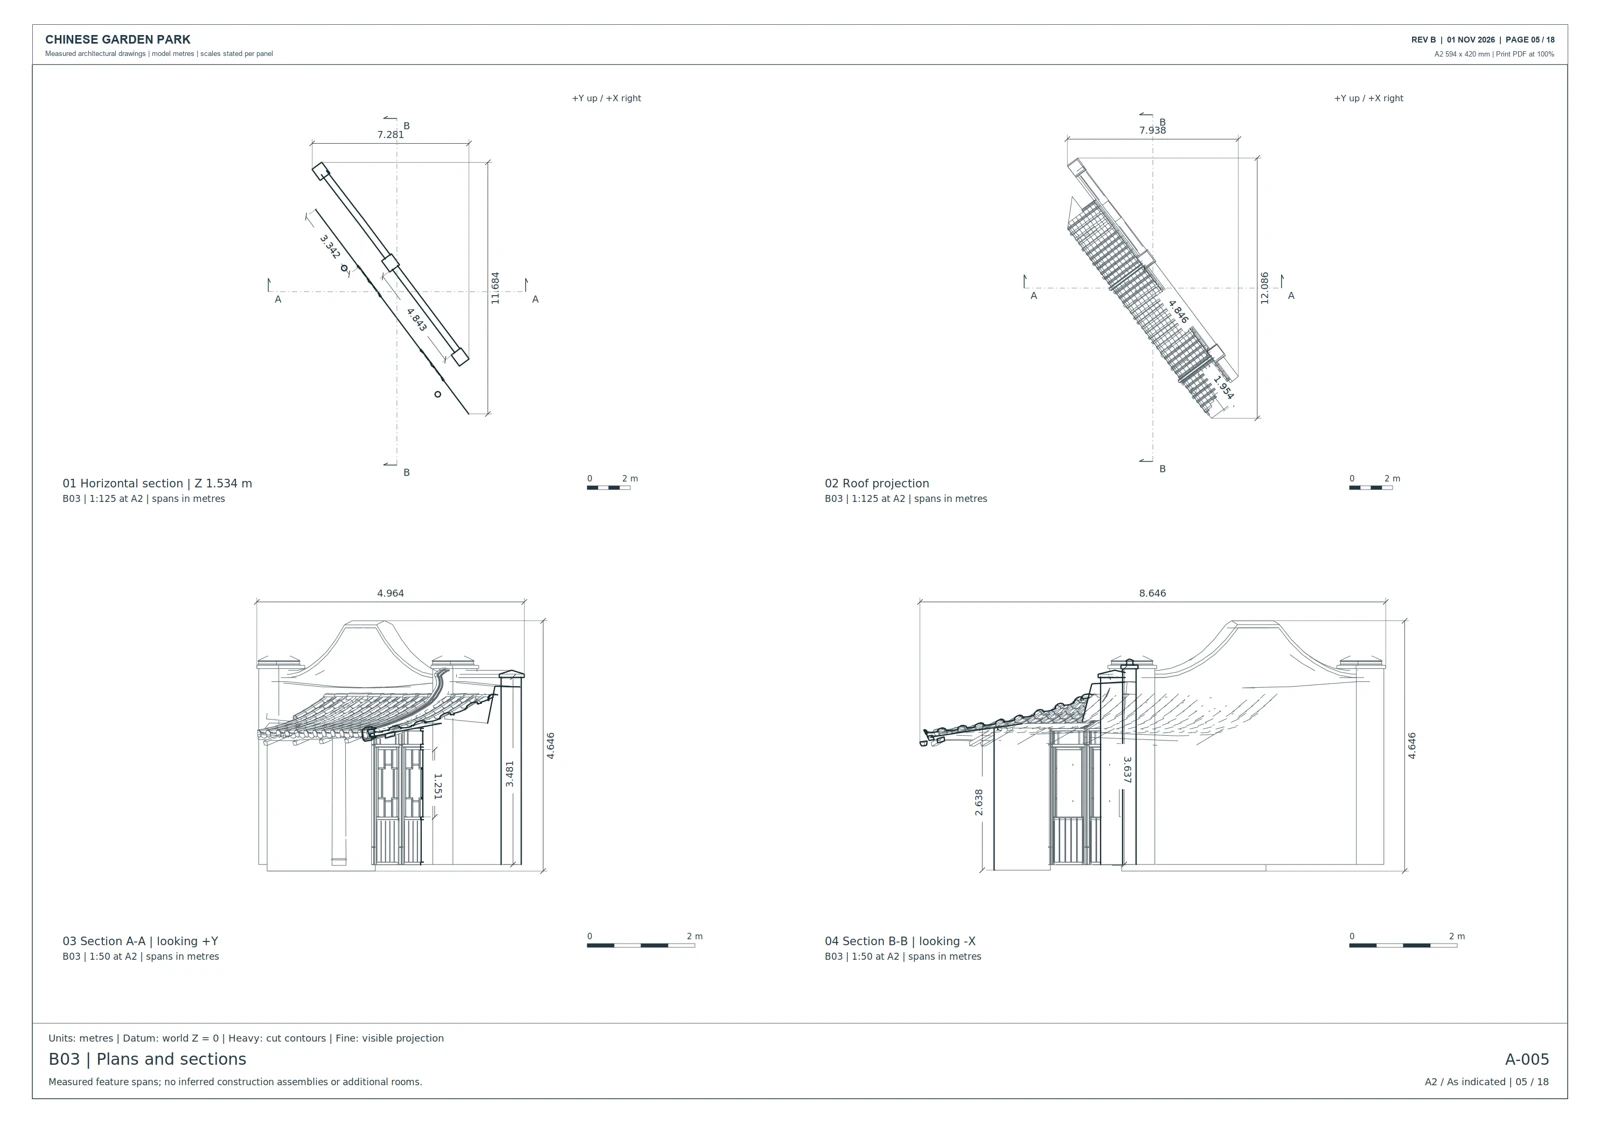 CHINESE GARDEN PARK
Measured architectural drawings | model metres | scales stated per panel
REV B | 01 NOV 2026 | PAGE 05 / 18
A2 594 x 420 mm | Print PDF at 100%
+Y up / +X right
B
7.281
3.342
4.843
11.684
A
A
B
01 Horizontal section | Z 1.534 m
B03 | 1:125 at A2 | spans in metres
0 2 m
+Y up / +X right
B
7.938
12.086
4.846
1.954
A
A
B
02 Roof projection
B03 | 1:125 at A2 | spans in metres
0 2 m
4.964
1.251
3.481
4.646
03 Section A-A | looking +Y
B03 | 1:50 at A2 | spans in metres
0 2 m
8.646
2.638
3.637
4.646
04 Section B-B | looking -X
B03 | 1:50 at A2 | spans in metres
0 2 m
Units: metres | Datum: world Z = 0 | Heavy: cut contours | Fine: visible projection
B03 | Plans and sections
Measured feature spans; no inferred construction assemblies or additional rooms.
A-005
A2 / As indicated | 05 / 18